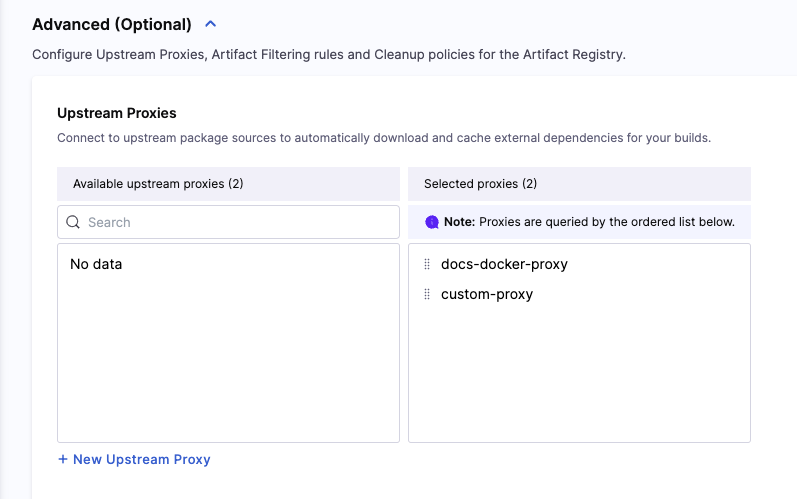 Advanced (Optional)
Configure Upstream Proxies, Artifact Filtering rules and Cleanup policies for the Artifact Registry.
Upstream Proxies
Connect to upstream package sources to automatically download and cache external dependencies for your builds.
Available upstream proxies (2)
Search
No data
Selected proxies (2)
Note: Proxies are queried by the ordered list below.
docs-docker-proxy
custom-proxy
+ New Upstream Proxy